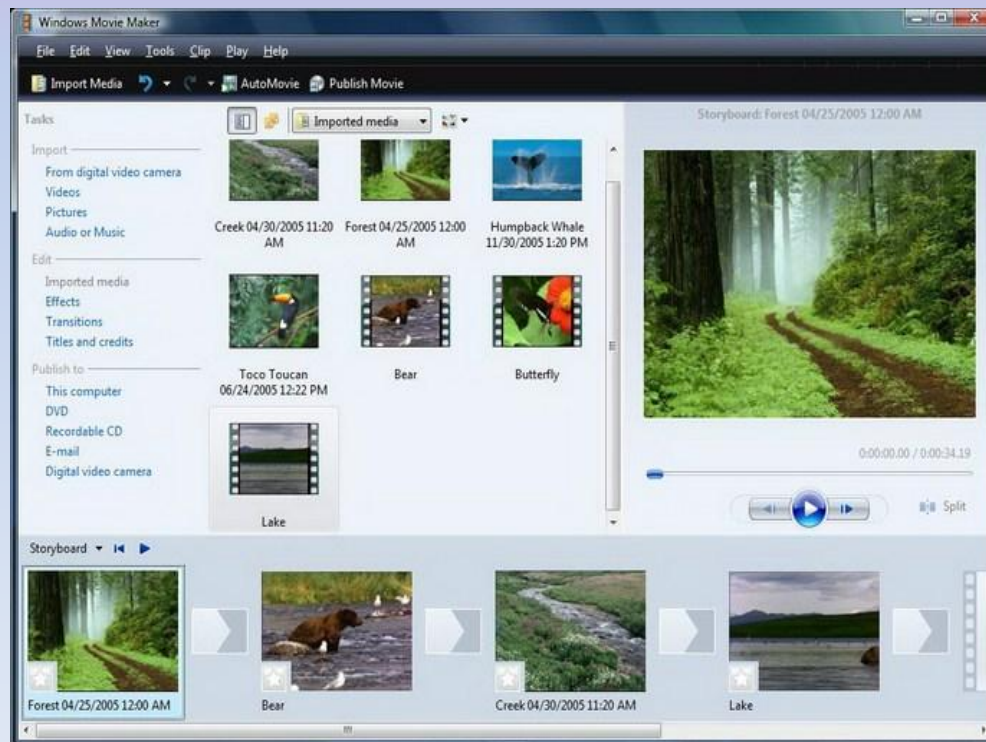 Windows Movie Maker
File Edit View Tools Clip Play Help
Import Media AutoMovie Publish Movie
Tasks
Import
From digital video camera
Videos
Pictures
Audio or Music
Edit
Imported media
Effects
Transitions
Titles and credits
Publish to
This computer
DVD
Recordable CD
E-mail
Digital video camera
Imported media
Creek 04/30/2005 11:20
AM
Forest 04/25/2005 12:00
AM
Humpback Whale
11/30/2005 1:20 PM
Toco Toucan
06/24/2005 12:22 PM
Bear
Butterfly
Lake
Storyboard: Forest 04/25/2005 12:00 AM
0:00:00.00 / 0:00:34.19
Split
Storyboard
Forest 04/25/2005 12:00 AM
Bear
Creek 04/30/2005 11:20 AM
Lake